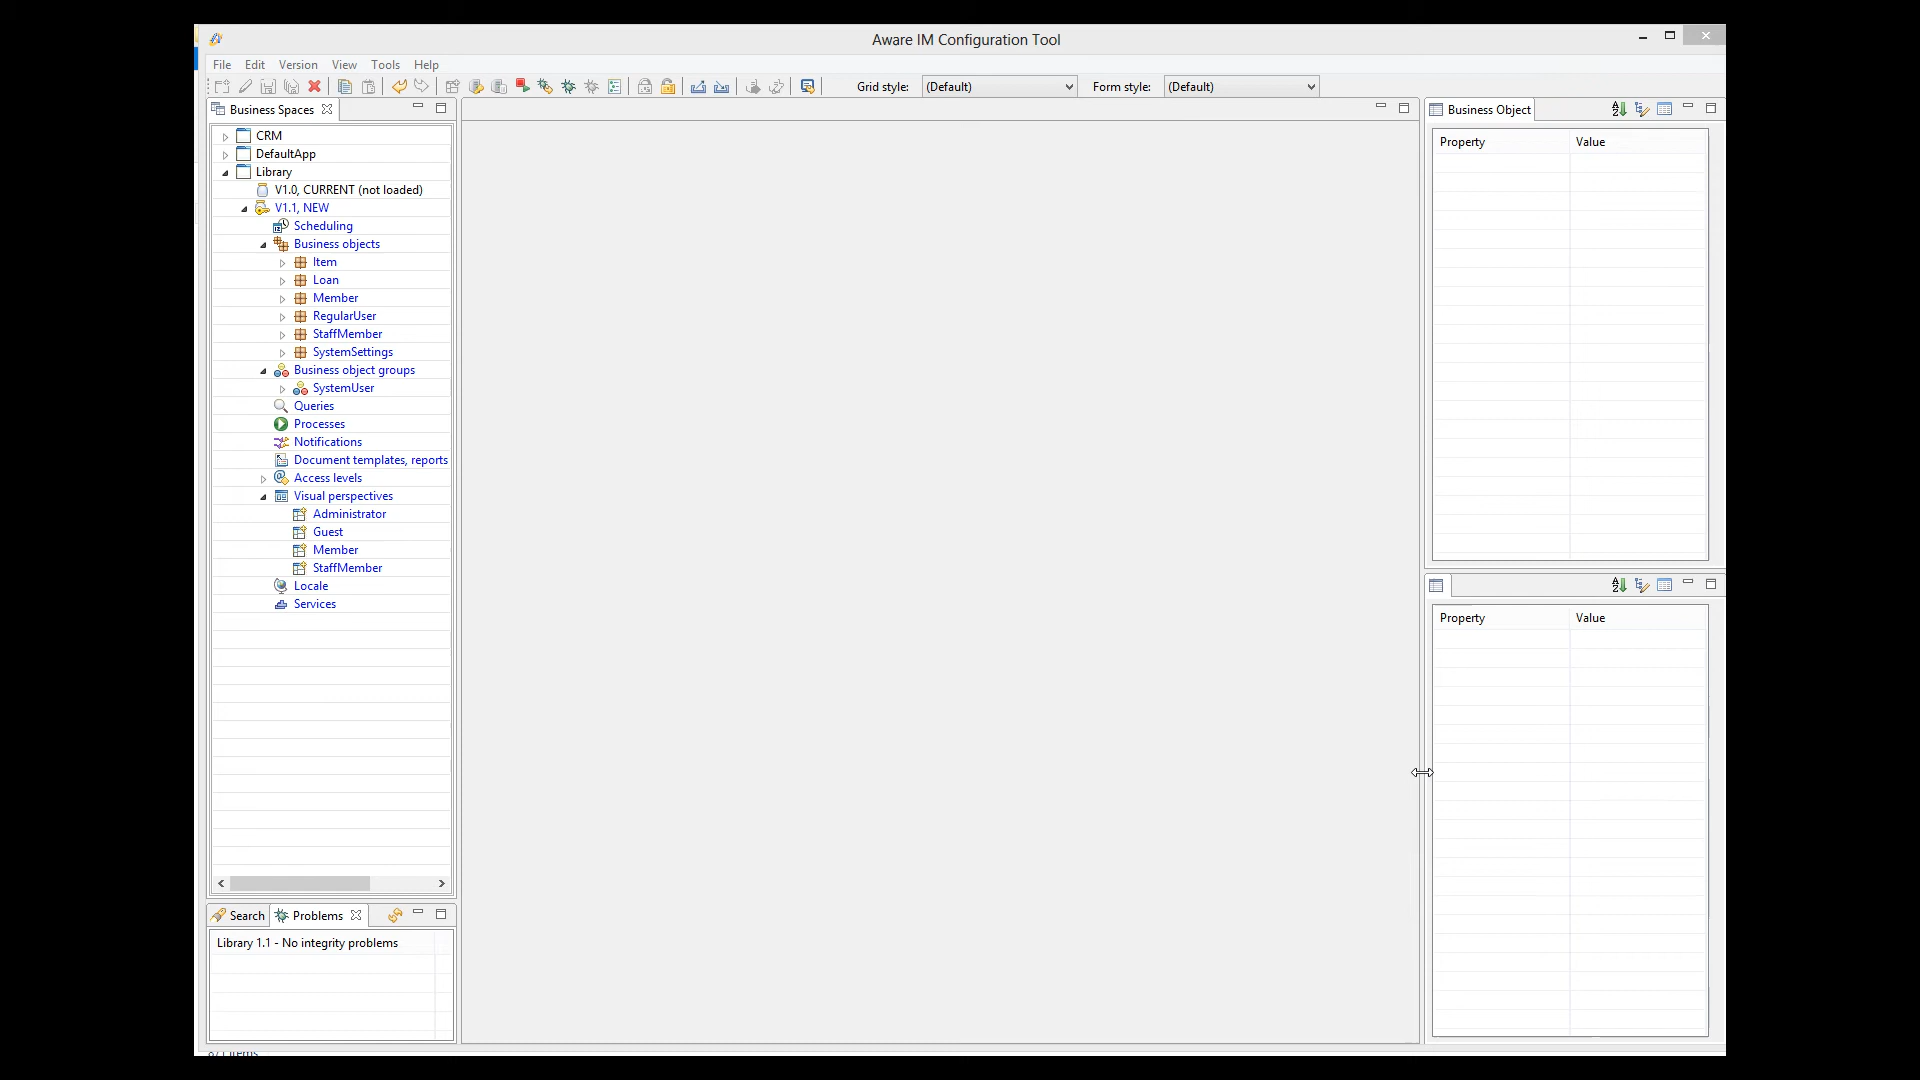 Aware IM Configuration Tool
File Edit Version View Tools Help
Grid style: (Default) Form style: (Default)
Business Spaces
CRM
DefaultApp
Library
V1.0, CURRENT (not loaded)
V1.1, NEW
Scheduling
Business objects
Item
Loan
Member
RegularUser
StaffMember
SystemSettings
Business object groups
SystemUser
Queries
Processes
Notifications
Document templates, reports
Access levels
Visual perspectives
Administrator
Guest
Member
StaffMember
Locale
Services
Search Problems
Library 1.1 - No integrity problems
Business Object
Property Value
Property Value